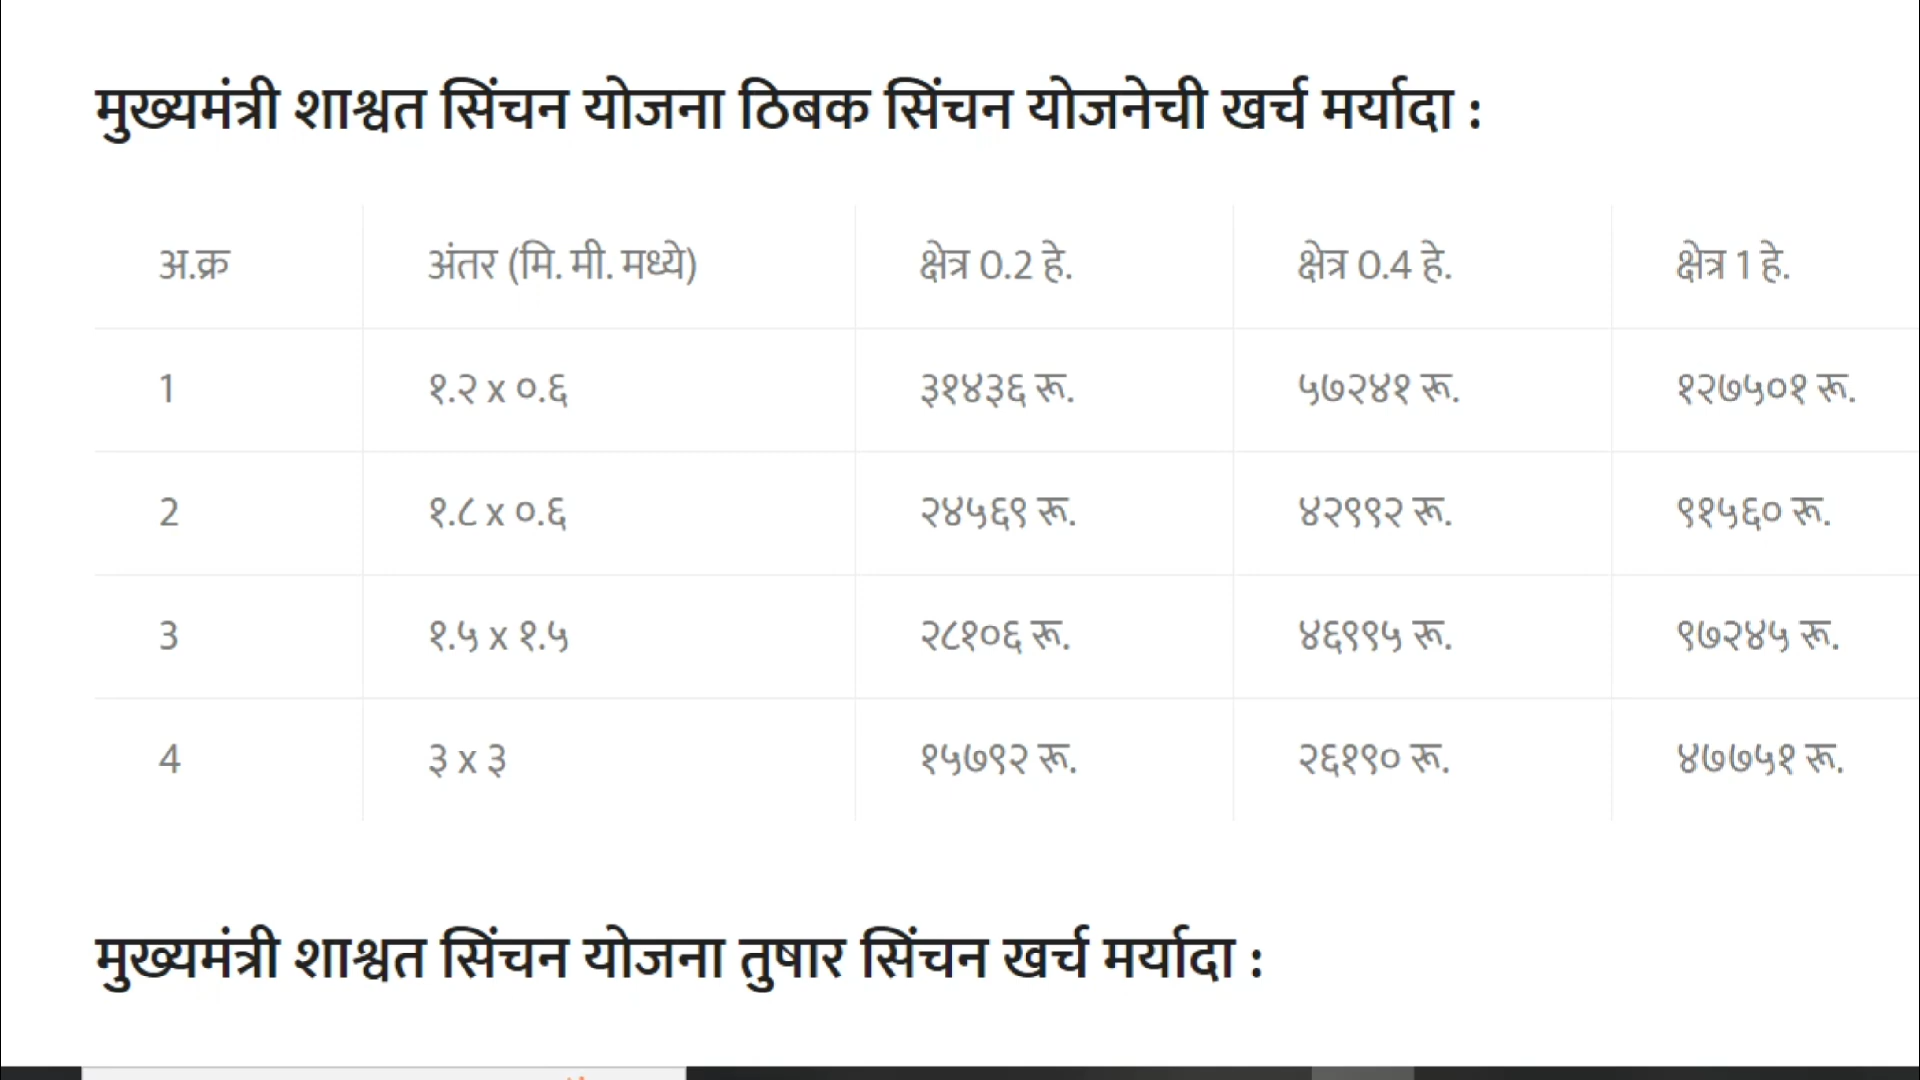 मुख्यमंत्री शाश्वत सिंचन योजना ठिबक सिंचन योजनेची खर्च मर्यादा :
अ.क्र अंतर (मि. मी. मध्ये) क्षेत्र 0.2 हे. क्षेत्र 0.4 हे. क्षेत्र 1 हे.
1 १.२ x ०.६ ३१४३६ रू. ५७२४१ रू. १२७५०१ रू.
2 १.८ x ०.६ २४५६९ रू. ४२९९२ रू. ९१५६० रू.
3 १.५ x १.५ २८१०६ रू. ४६९९५ रू. ९७२४५ रू.
4 ३ x ३ १५७९२ रू. २६१९० रू. ४७७५१ रू.
मुख्यमंत्री शाश्वत सिंचन योजना तुषार सिंचन खर्च मर्यादा :